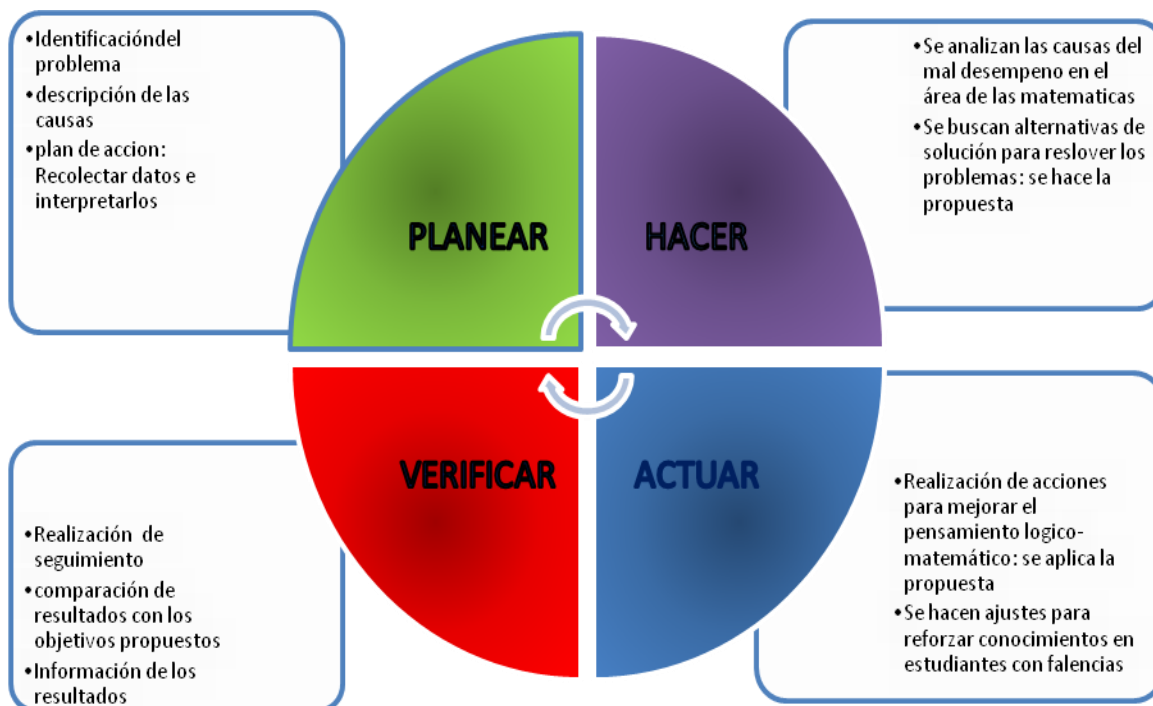 •Identificacióndel
problema
•descripción de las
causas
•plan de accion:
Recolectar datos e
interpretarlos
PLANEAR
HACER
•Se analizan las causas del
mal desempeno en el
área de las matematicas
•Se buscan alternativas de
solución para reslover los
problemas: se hace la
propuesta
VERIFICAR
ACTUAR
•Realización de
seguimiento
•comparación de
resultados con los
objetivos propuestos
•Información de los
resultados
•Realización de acciones
para mejorar el
pensamiento logico-
matemático: se aplica la
propuesta
•Se hacen ajustes para
reforzar conocimientos en
estudiantes con falencias